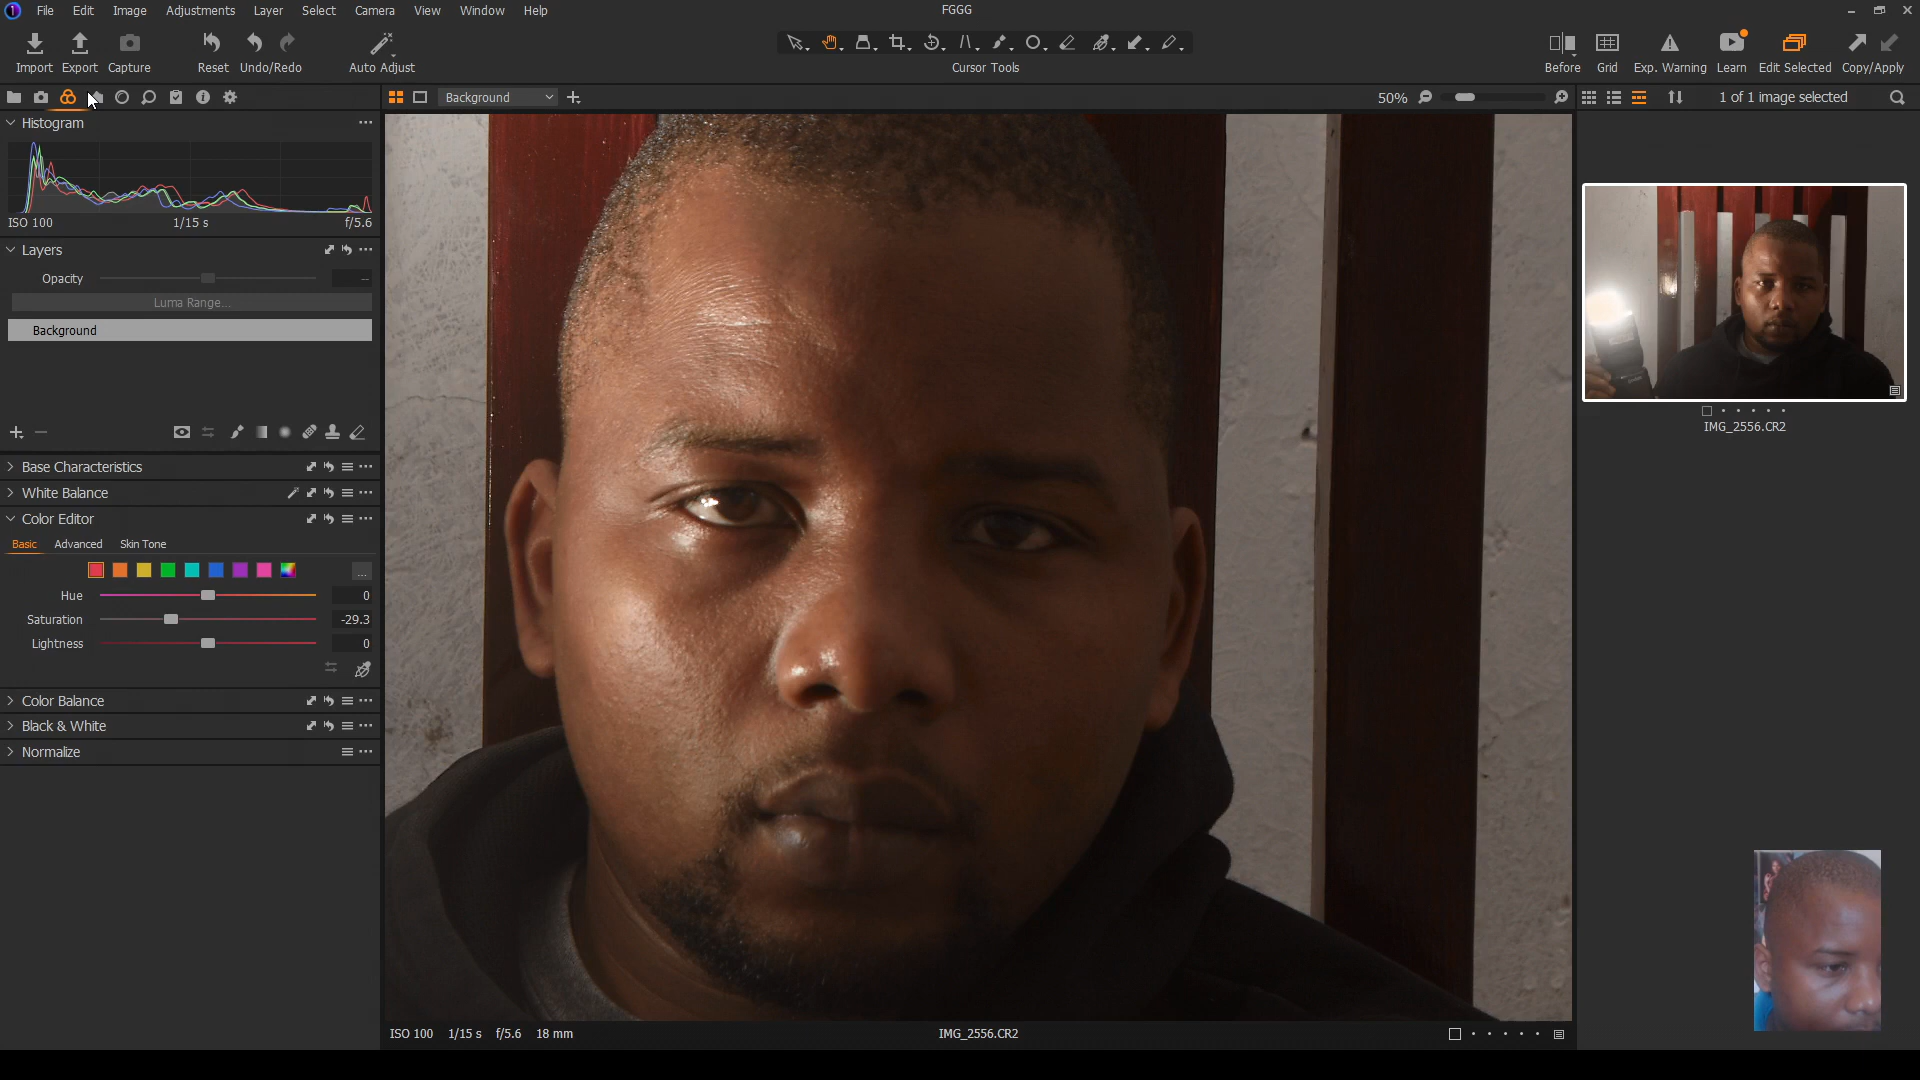 File Edit Image Adjustments Layer Select Camera View Window Help
FGGG
Import Export Capture Reset Undo/Redo Auto Adjust
Cursor Tools
Before Grid Exp. Warning Learn Edit Selected Copy/Apply
Background
50%
1 of 1 image selected
Histogram
ISO 100 1/15 s f/5.6
Layers
Opacity --
Luma Range...
Background
Base Characteristics
White Balance
Color Editor
Basic Advanced Skin Tone
...
Hue 0
Saturation -29.3
Lightness 0
Color Balance
Black & White
Normalize
IMG_2556.CR2
ISO 100 1/15 s f/5.6 18 mm
IMG_2556.CR2